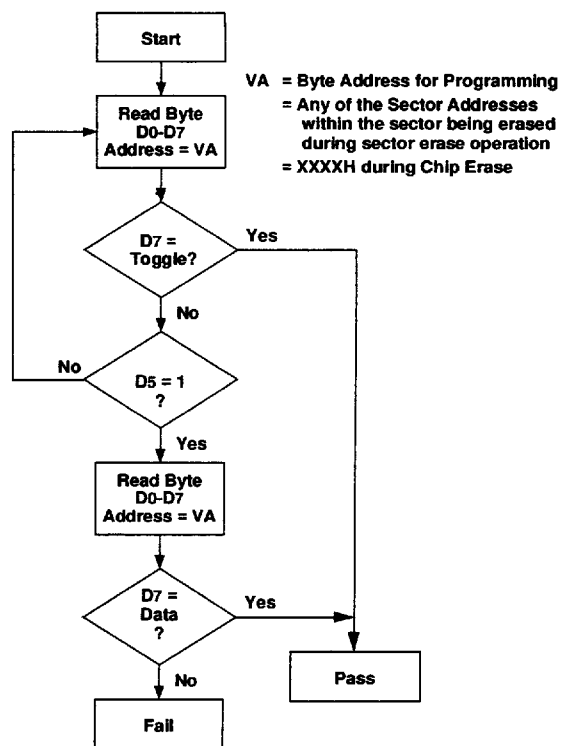 Start
VA = Byte Address for Programming
= Any of the Sector Addresses
within the sector being erased
during sector erase operation
= XXXXH during Chip Erase
Read Byte
D0-D7
Address = VA
D7 =
Toggle?
Yes
No
D5 = 1
?
No
Yes
Read Byte
D0-D7
Address = VA
D7 =
Data
?
Yes
No
Pass
Fail